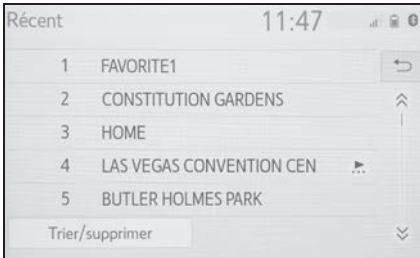 Récent 11:47
1 FAVORITE1
2 CONSTITUTION GARDENS
3 HOME
4 LAS VEGAS CONVENTION CEN
5 BUTLER HOLMES PARK
Trier/supprimer